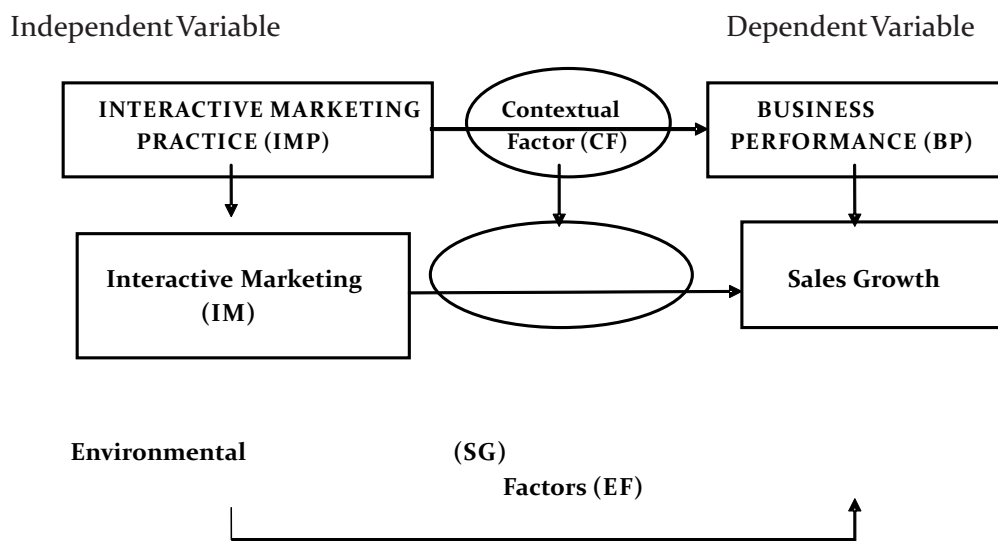 Independent Variable
Dependent Variable
INTERACTIVE MARKETING
PRACTICE (IMP)
Contextual
Factor (CF)
BUSINESS
PERFORMANCE (BP)
Interactive Marketing
(IM)
Sales Growth
Environmental
(SG)
Factors (EF)